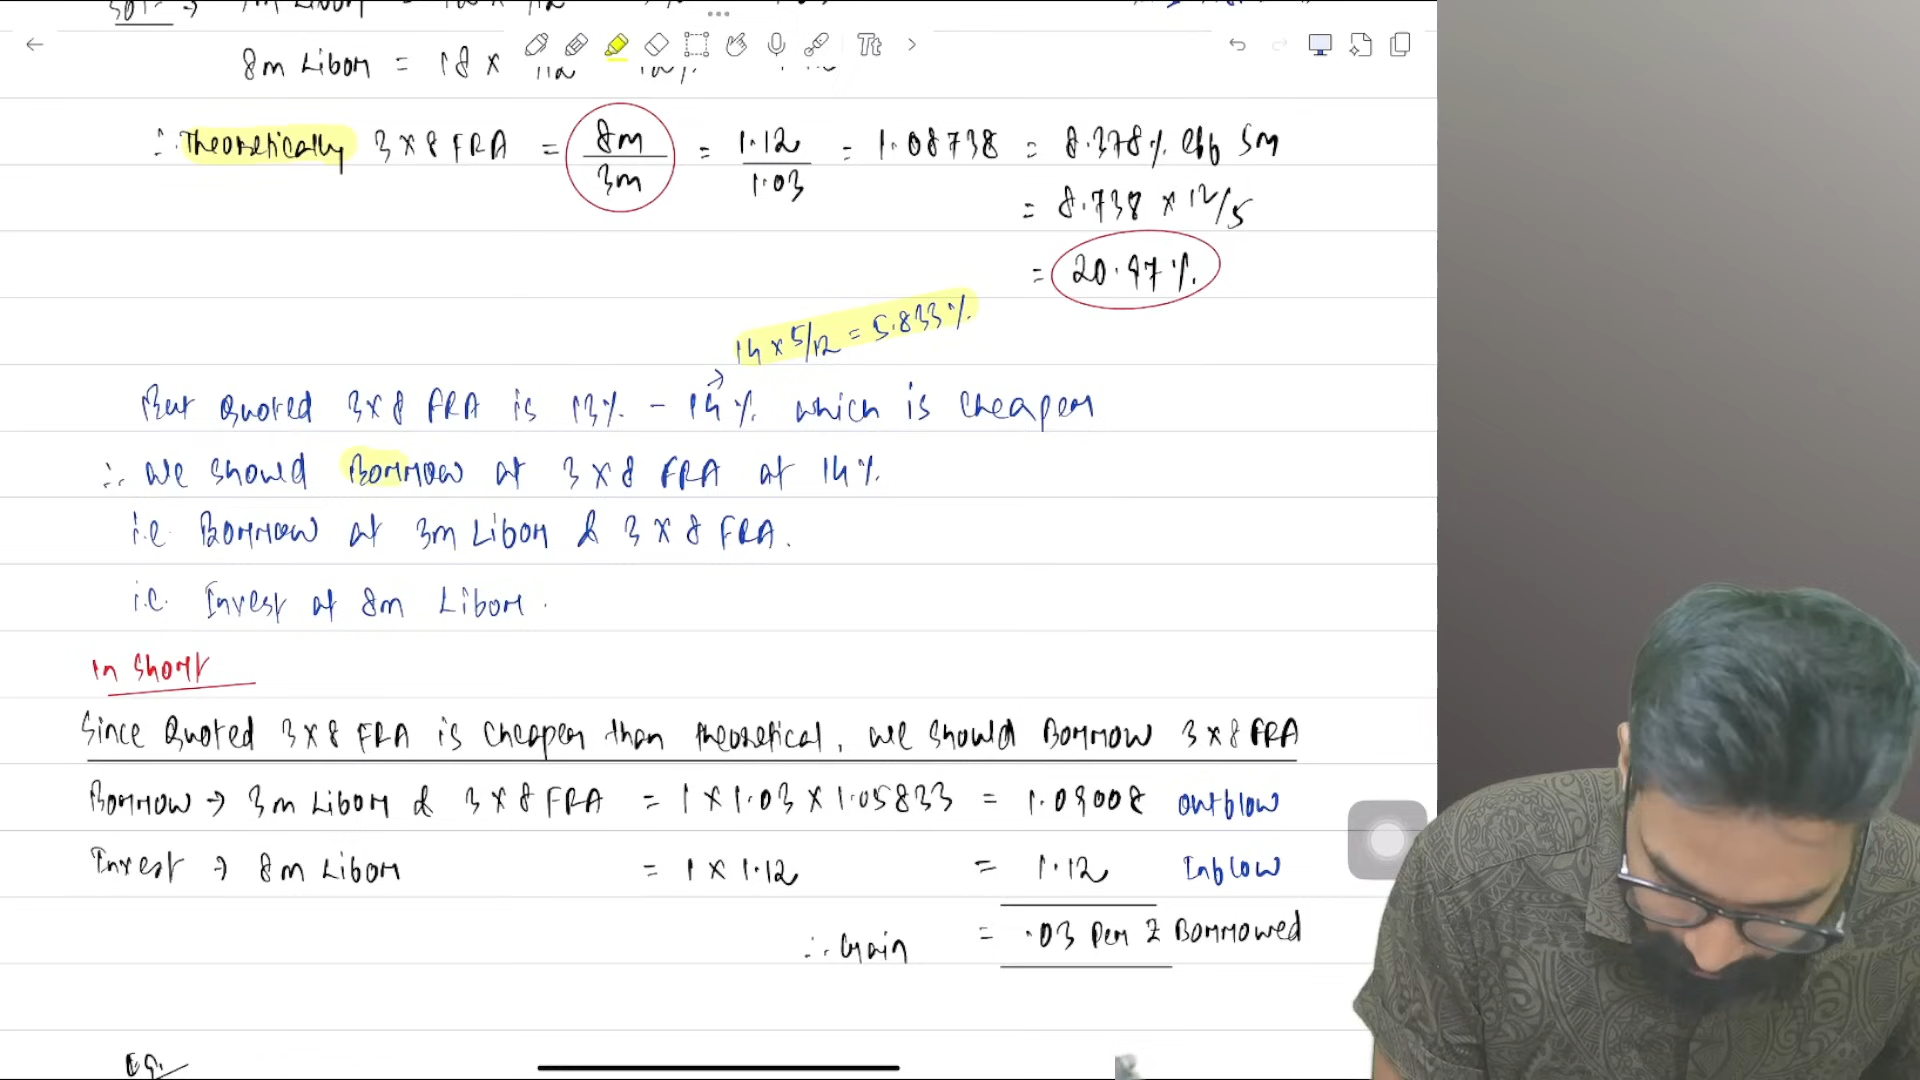 8m Libor = 18 ×
Tt
∴ Theoretically 3 × 8 FRA = 8m/3m = 1.12/1.03 = 1.08738 = 8.378% eff 5m
= 8.738 × 12/5
= 20.97%
14 × 5/12 = 5.833%
But Quoted 3×8 FRA is 13% - 14% which is cheaper
∴ we should Borrow at 3 × 8 FRA at 14%
i.e. Borrow at 3m Libor & 3 × 8 FRA.
i.e. Invest at 8m Libor.
In short
Since Quoted 3×8 FRA is cheaper than theoretical, we should Borrow 3×8 FRA
Borrow → 3m Libor & 3×8 FRA = 1 × 1.03 × 1.05833 = 1.09008 outflow
Invest → 8m Libor = 1 × 1.12 = 1.12 Inflow
∴ Gain = .03 per ₹ Borrowed